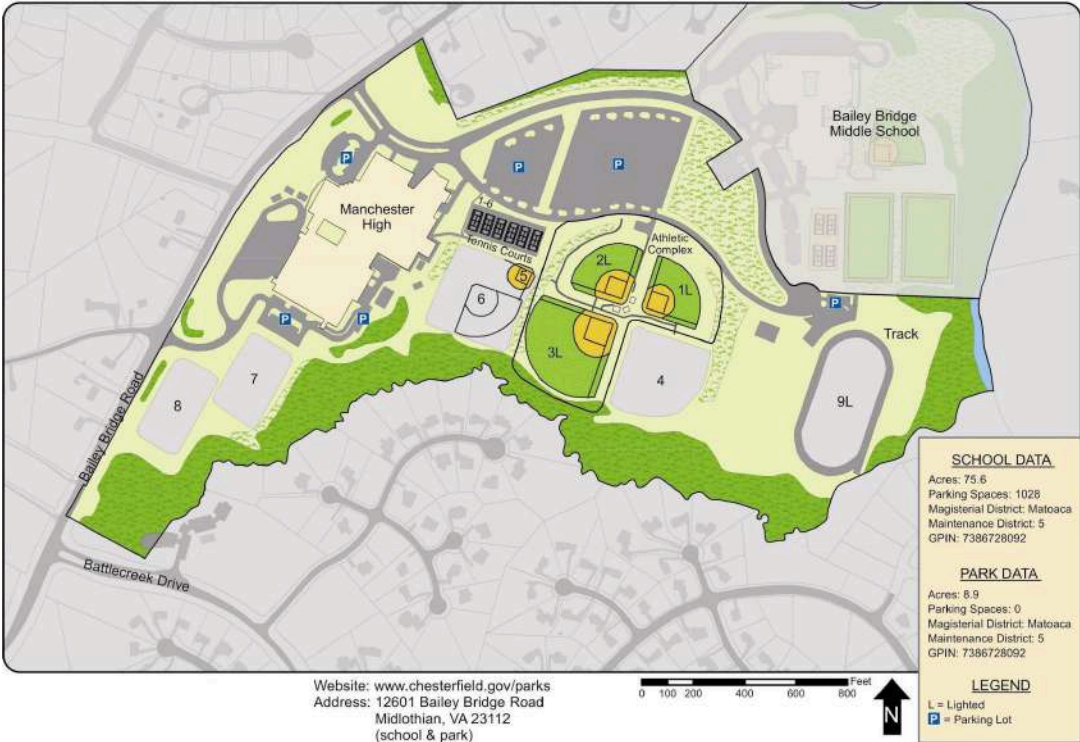 Bailey Bridge
Middle School
P
P
P
Manchester
High
1-6
Tennis Courts
Athletic
Complex
2L
1L
5
6
3L
4
P
P
P
Track
7
8
9L
Bailey Bridge Road
Battlecreek Drive
SCHOOL DATA
Acres: 75.6
Parking Spaces: 1028
Magisterial District: Matoaca
Maintenance District: 5
GPIN: 7386728092
PARK DATA
Acres: 8.9
Parking Spaces: 0
Magisterial District: Matoaca
Maintenance District: 5
GPIN: 7386728092
LEGEND
L = Lighted
P = Parking Lot
Website: www.chesterfield.gov/parks
Address: 12601 Bailey Bridge Road
Midlothian, VA 23112
(school & park)
0 100 200 400 600 800 Feet
N